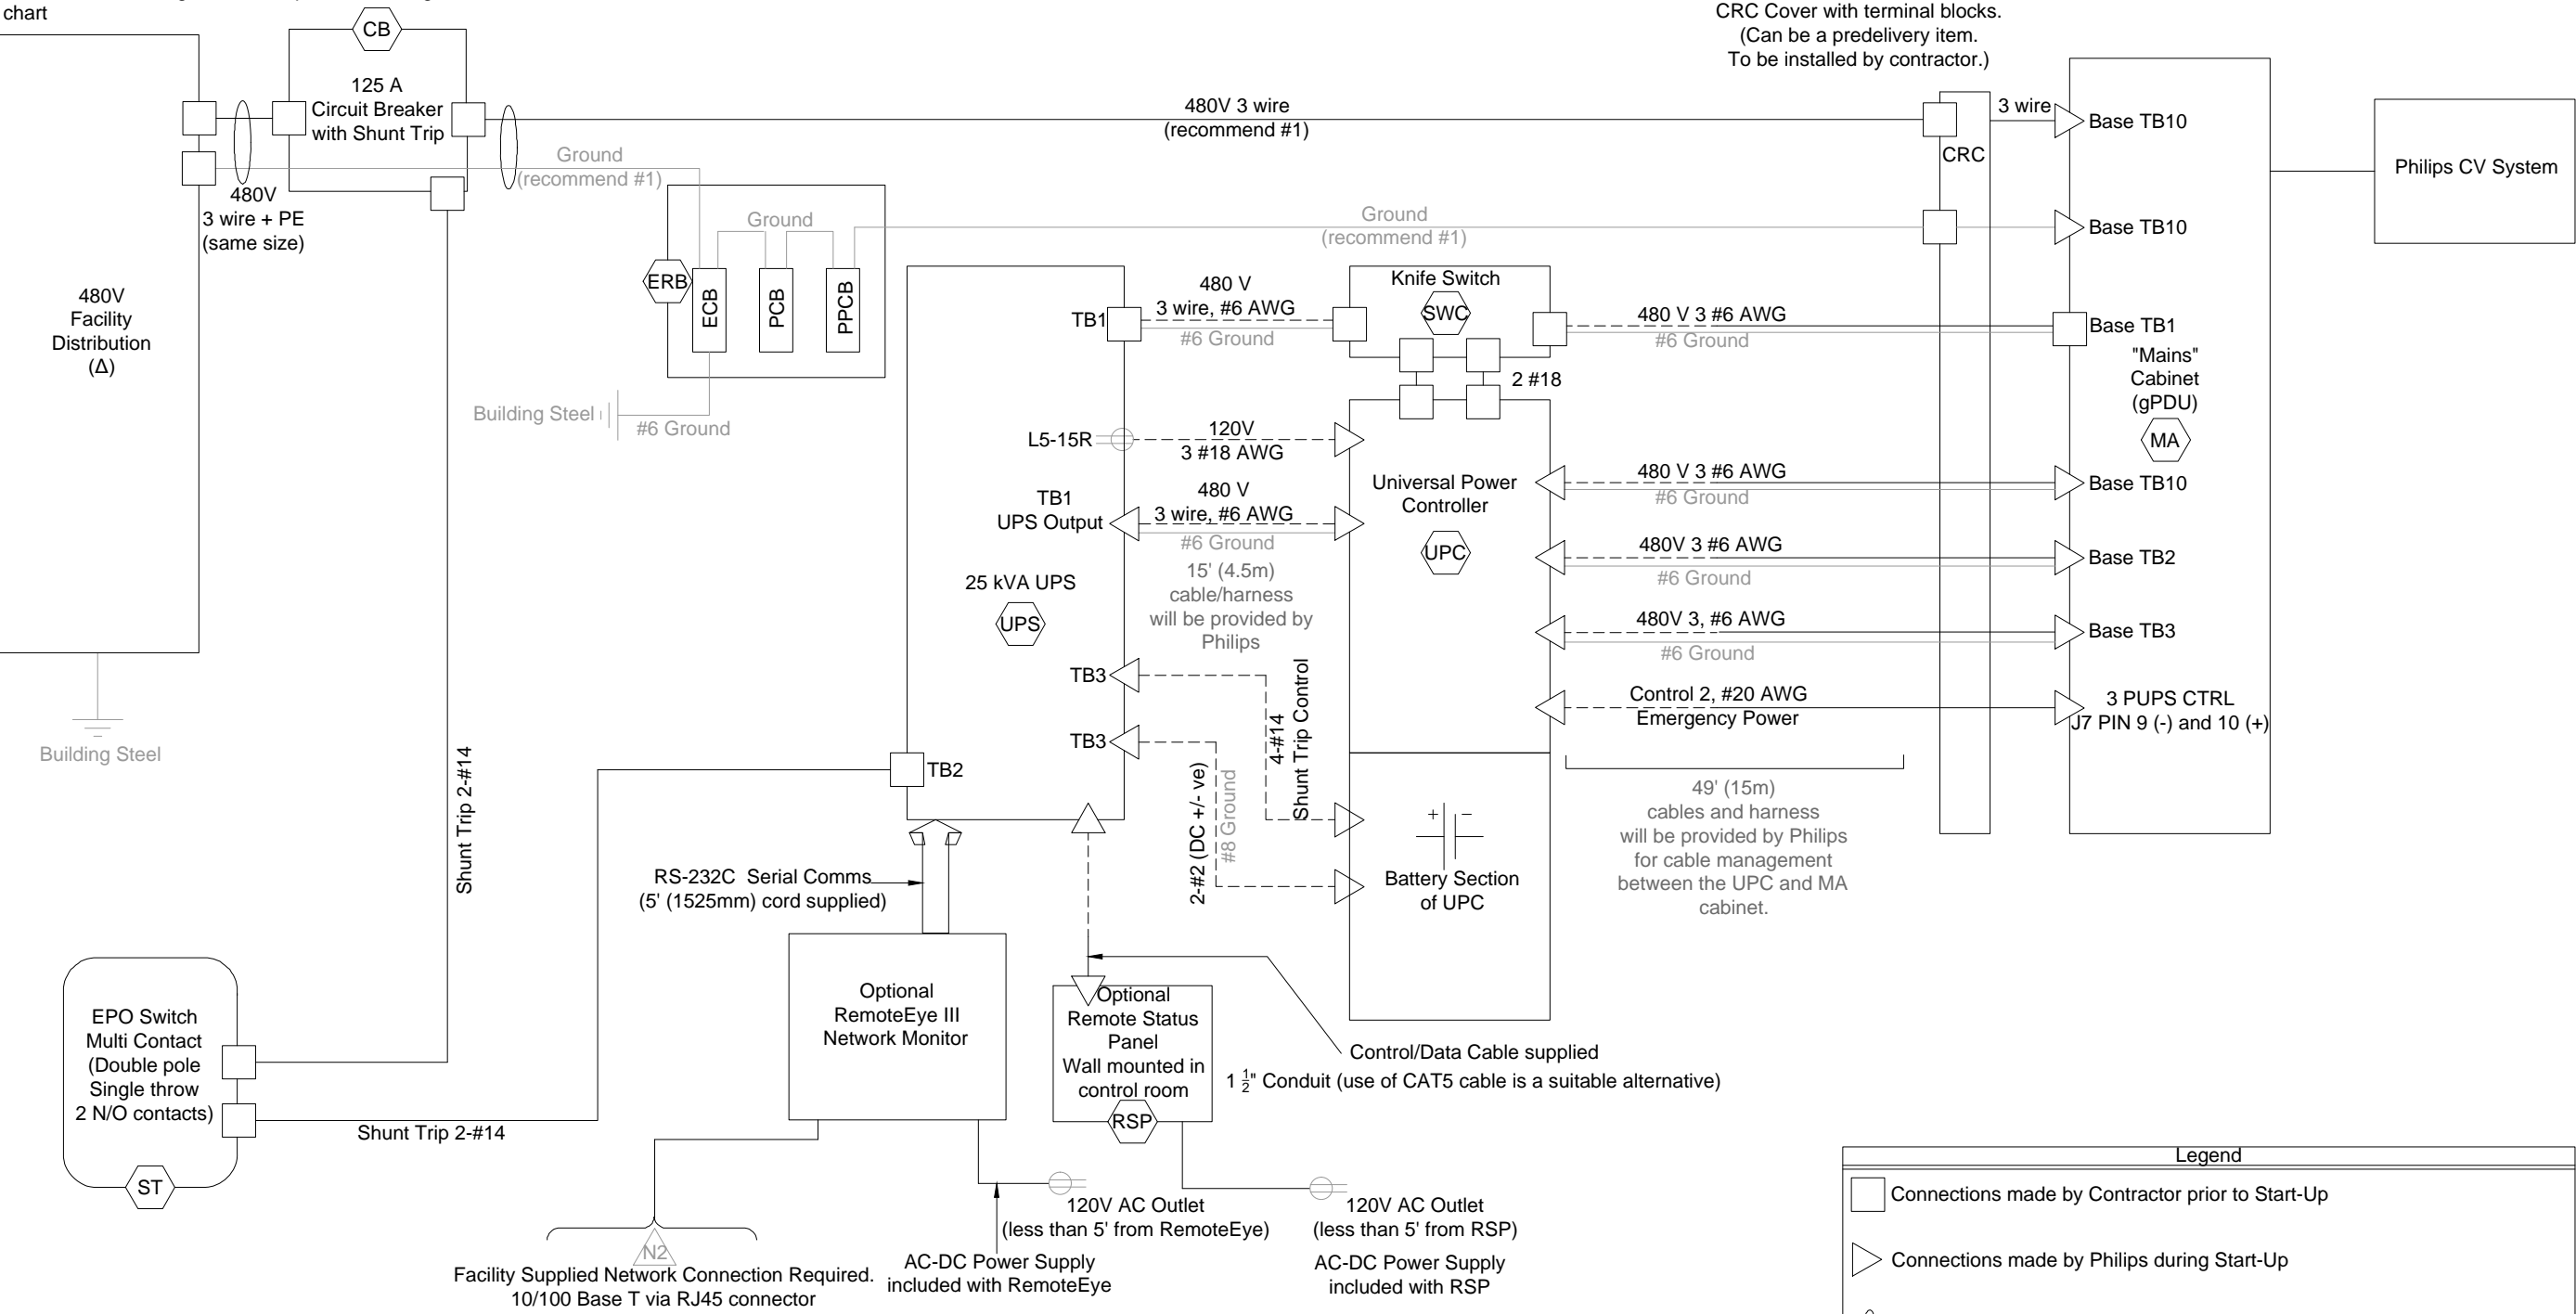 chart
CB
125 A
Circuit Breaker
with Shunt Trip
480V
3 wire + PE
(same size)
480V
Facility
Distribution
(Δ)
Building Steel
Ground
(recommend #1)
480V 3 wire
(recommend #1)
CRC Cover with terminal blocks.
(Can be a predelivery item.
To be installed by contractor.)
CRC
3 wire
Base TB10
Philips CV System
Ground
ERB
ECB
PCB
PPCB
Building Steel
#6 Ground
Ground
(recommend #1)
Base TB10
TB1
480 V
3 wire, #6 AWG
#6 Ground
Knife Switch
SWC
2 #18
480 V 3 #6 AWG
#6 Ground
Base TB1
"Mains"
Cabinet
(gPDU)
MA
L5-15R
120V
3 #18 AWG
TB1
UPS Output
480 V
3 wire, #6 AWG
#6 Ground
15' (4.5m)
cable/harness
will be provided by
Philips
25 kVA UPS
UPS
Universal Power
Controller
UPC
480 V 3 #6 AWG
#6 Ground
Base TB10
480V 3 #6 AWG
#6 Ground
Base TB2
480V 3, #6 AWG
#6 Ground
Base TB3
Control 2, #20 AWG
Emergency Power
3 PUPS CTRL
J7 PIN 9 (-) and 10 (+)
TB3
TB3
TB2
4-#14
Shunt Trip Control
2-#2 (DC +/- ve)
#8 Ground
+ -
Battery Section
of UPC
49' (15m)
cables and harness
will be provided by Philips
for cable management
between the UPC and MA
cabinet.
Shunt Trip 2-#14
RS-232C Serial Comms
(5' (1525mm) cord supplied)
EPO Switch
Multi Contact
(Double pole
Single throw
2 N/O contacts)
ST
Shunt Trip 2-#14
Optional
RemoteEye III
Network Monitor
Optional
Remote Status
Panel
Wall mounted in
control room
RSP
Control/Data Cable supplied
1 1/2" Conduit (use of CAT5 cable is a suitable alternative)
N2
Facility Supplied Network Connection Required.
10/100 Base T via RJ45 connector
120V AC Outlet
(less than 5' from RemoteEye)
AC-DC Power Supply
included with RemoteEye
120V AC Outlet
(less than 5' from RSP)
AC-DC Power Supply
included with RSP
Legend
Connections made by Contractor prior to Start-Up
Connections made by Philips during Start-Up